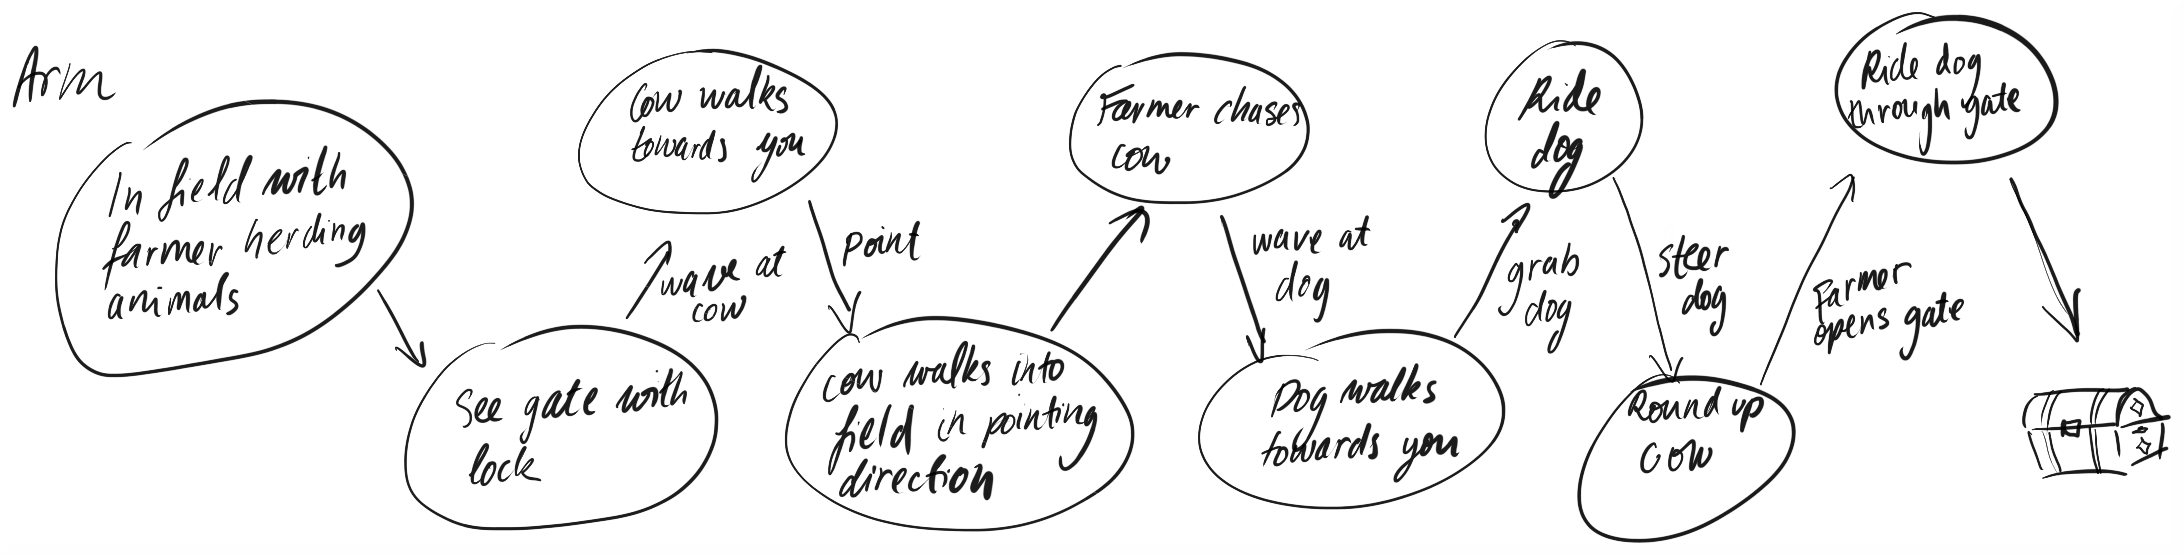 Arm
In field with
farmer herding
animals
See gate with
lock
wave at
cow
Cow walks
towards you
point
cow walks into
field in pointing
direction
Farmer chases
cow
wave at
dog
Dog walks
towards you
grab
dog
Ride
dog
steer
dog
Round up
cow
Farmer
opens gate
Ride dog
through gate